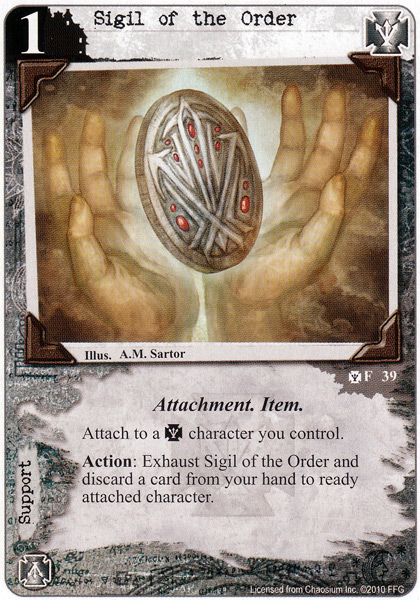 1
Sigil of the Order
Illus. A.M. Sartor
F 39
Attachment. Item.
Attach to a character you control.
Action: Exhaust Sigil of the Order and
discard a card from your hand to ready
attached character.
Support
Licensed from Chaosium Inc. ©2010 FFG